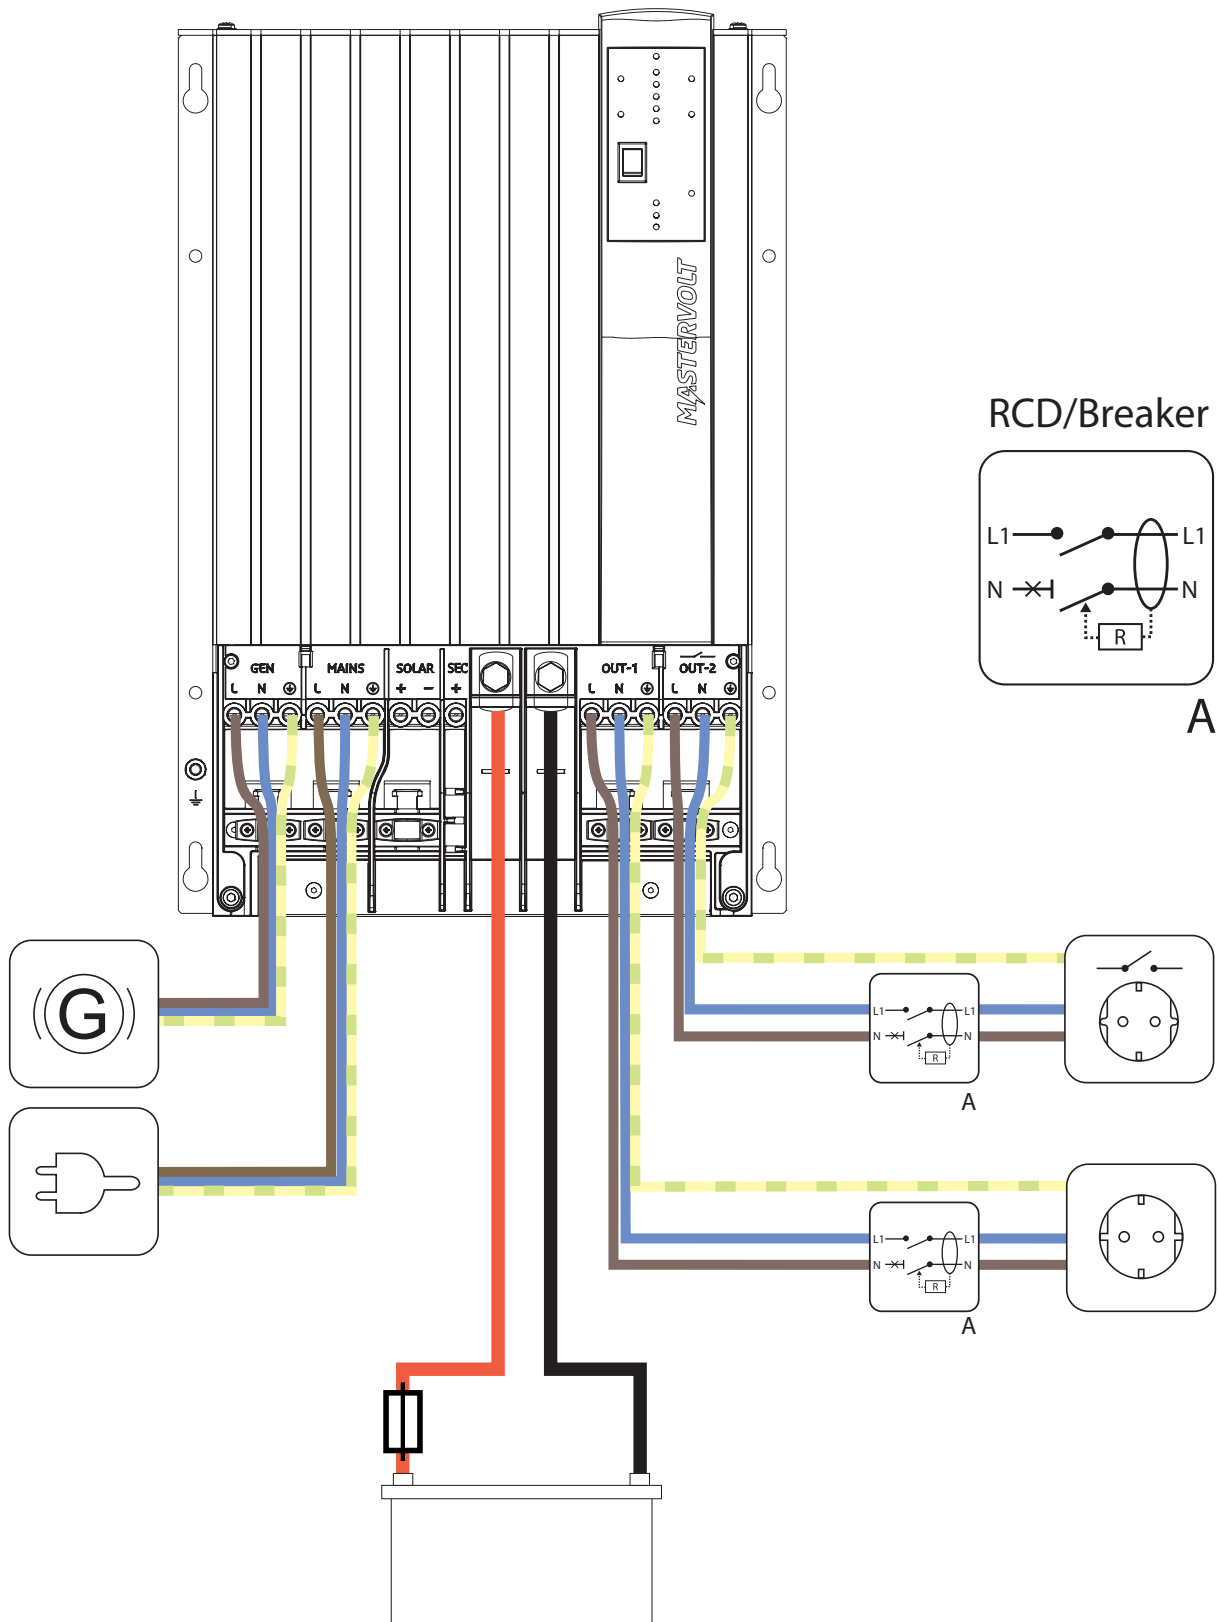 MASTERVOLT
RCD/Breaker
L1 L1
N N
R
A
GEN MAINS SOLAR SEC OUT-1 OUT-2
L N L N + − + L N L N
G
L1 L1
N N
R
A
L1 L1
N N
R
A